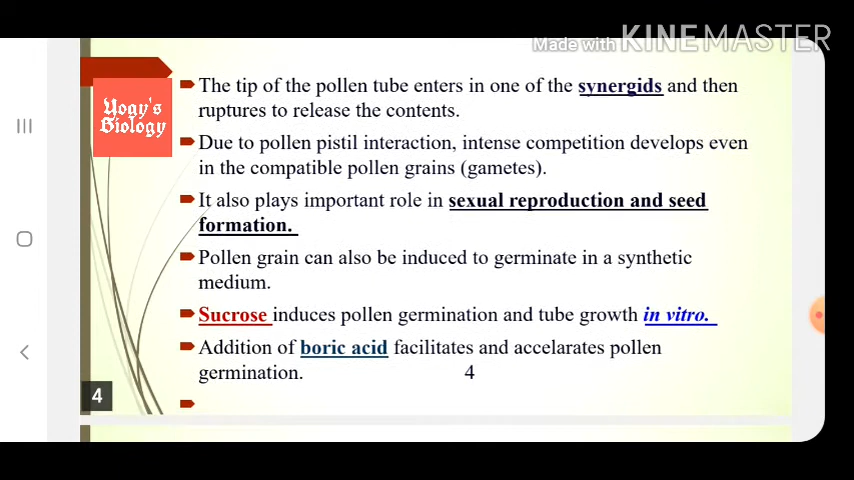 Made with KINEMASTER
Yogy's
Biology
The tip of the pollen tube enters in one of the synergids and then
ruptures to release the contents.
Due to pollen pistil interaction, intense competition develops even
in the compatible pollen grains (gametes).
It also plays important role in sexual reproduction and seed
formation.
Pollen grain can also be induced to germinate in a synthetic
medium.
Sucrose induces pollen germination and tube growth in vitro.
Addition of boric acid facilitates and accelarates pollen
germination.
4
4